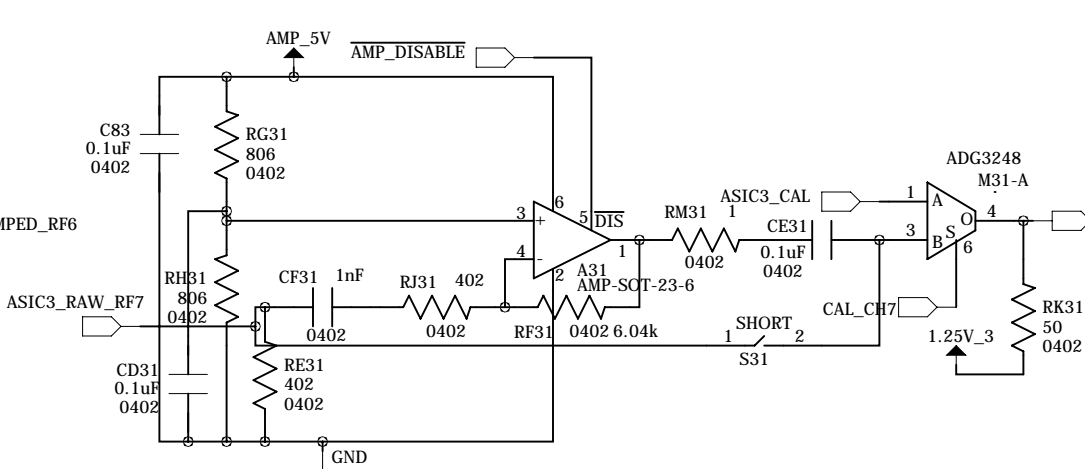 AMP_5V
AMP_DISABLE
C83
0.1uF
0402
RG31
806
0402
ADG3248
M31-A
MPED_RF6
3
+
6
5
DIS
4
-
2
1
RM31
1
0402
ASIC3_CAL
CE31
0.1uF
0402
1
A
3
B
S
O
4
6
RH31
806
0402
CF31
1nF
0402
RJ31
402
0402
A31
AMP-SOT-23-6
RF31
0402
6.04k
ASIC3_RAW_RF7
CAL_CH7
RK31
50
0402
1
SHORT
2
S31
1.25V_3
CD31
0.1uF
0402
RE31
402
0402
GND